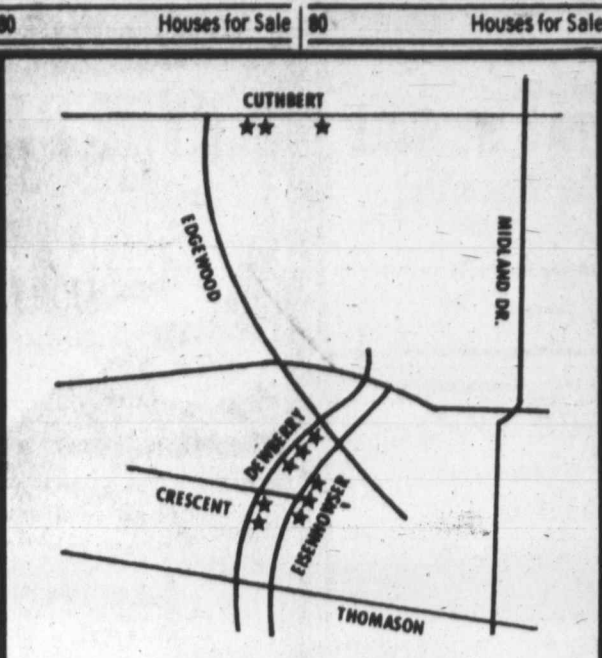 80 Houses for Sale 80 Houses for Sale
CUTHBERT
EDGEWOOD
MIDLAND DR.
DEWBERRY
CRESCENT
EISENHOWSER
THOMASON